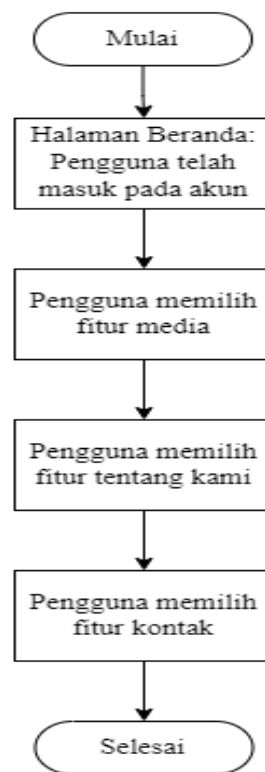 Mulai
Halaman Beranda:
Pengguna telah
masuk pada akun
Pengguna memilih
fitur media
Pengguna memilih
fitur tentang kami
Pengguna memilih
fitur kontak
Selesai